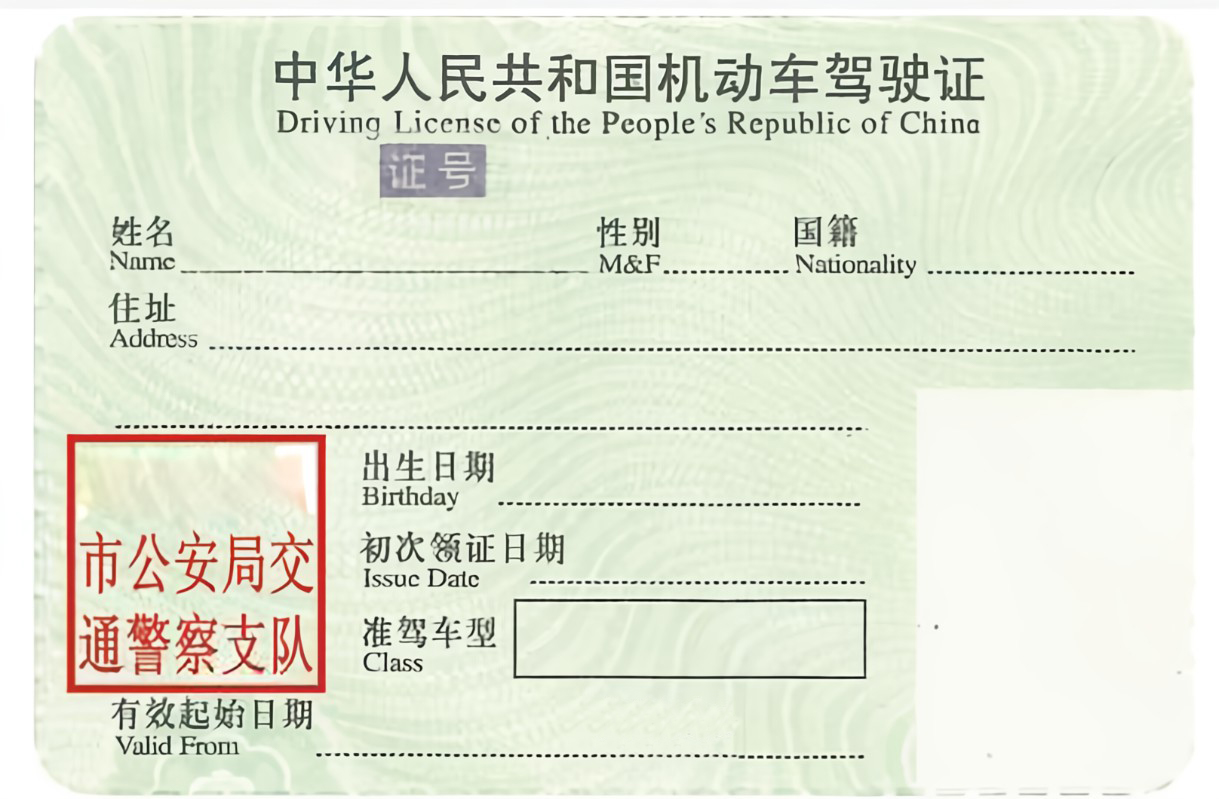 中华人民共和国机动车驾驶证
Driving License of the People's Republic of China
证号
姓名 性别 国籍
Name M&F Nationality
住址
Address
出生日期
Birthday
市公安局交
通警察支队
初次领证日期
Issue Date
准驾车型
Class
有效起始日期
Valid From